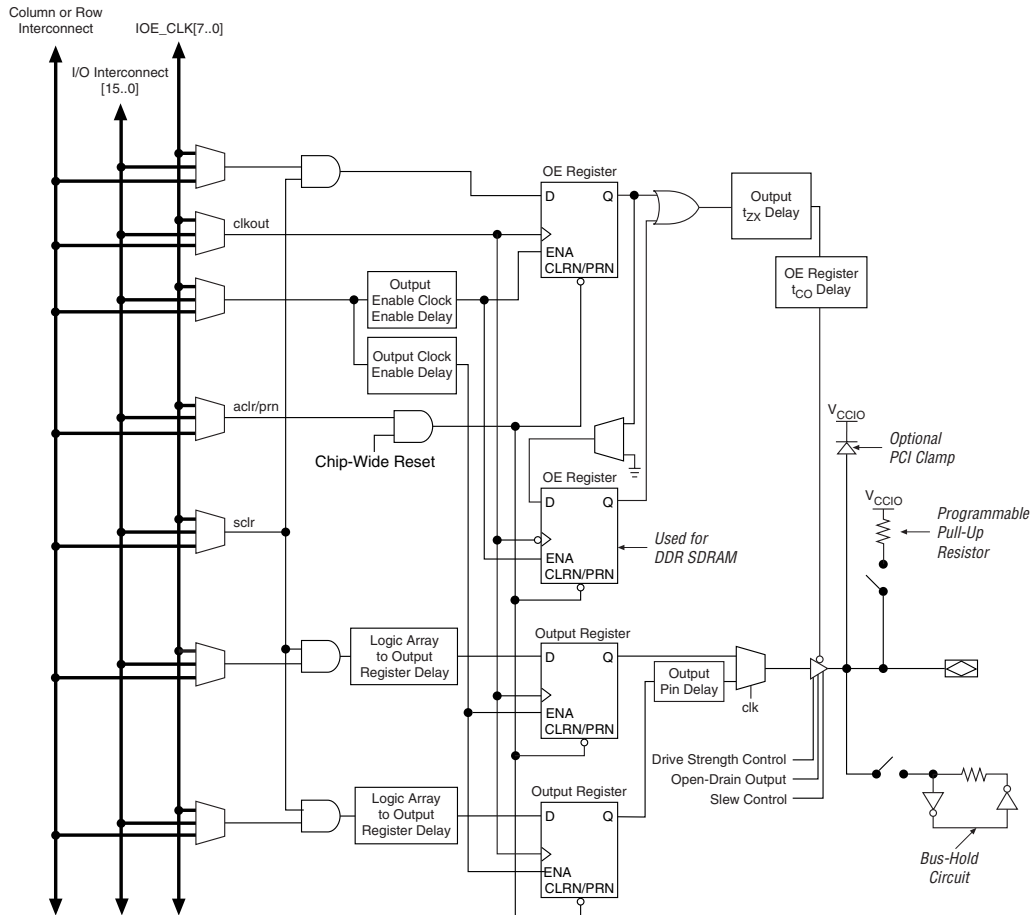 Column or Row
Interconnect
IOE_CLK[7..0]
I/O Interconnect
[15..0]
OE Register
D
Q
ENA
CLRN/PRN
Output
tZX Delay
clkout
OE Register
tCO Delay
Output
Enable Clock
Enable Delay
Output Clock
Enable Delay
aclr/prn
Chip-Wide Reset
VCCIO
Optional
PCI Clamp
OE Register
D
Q
ENA
CLRN/PRN
Used for
DDR SDRAM
VCCIO
Programmable
Pull-Up
Resistor
sclr
Logic Array
to Output
Register Delay
Output Register
D
Q
ENA
CLRN/PRN
Output
Pin Delay
clk
Drive Strength Control
Open-Drain Output
Slew Control
Logic Array
to Output
Register Delay
Output Register
D
Q
ENA
CLRN/PRN
Bus-Hold
Circuit